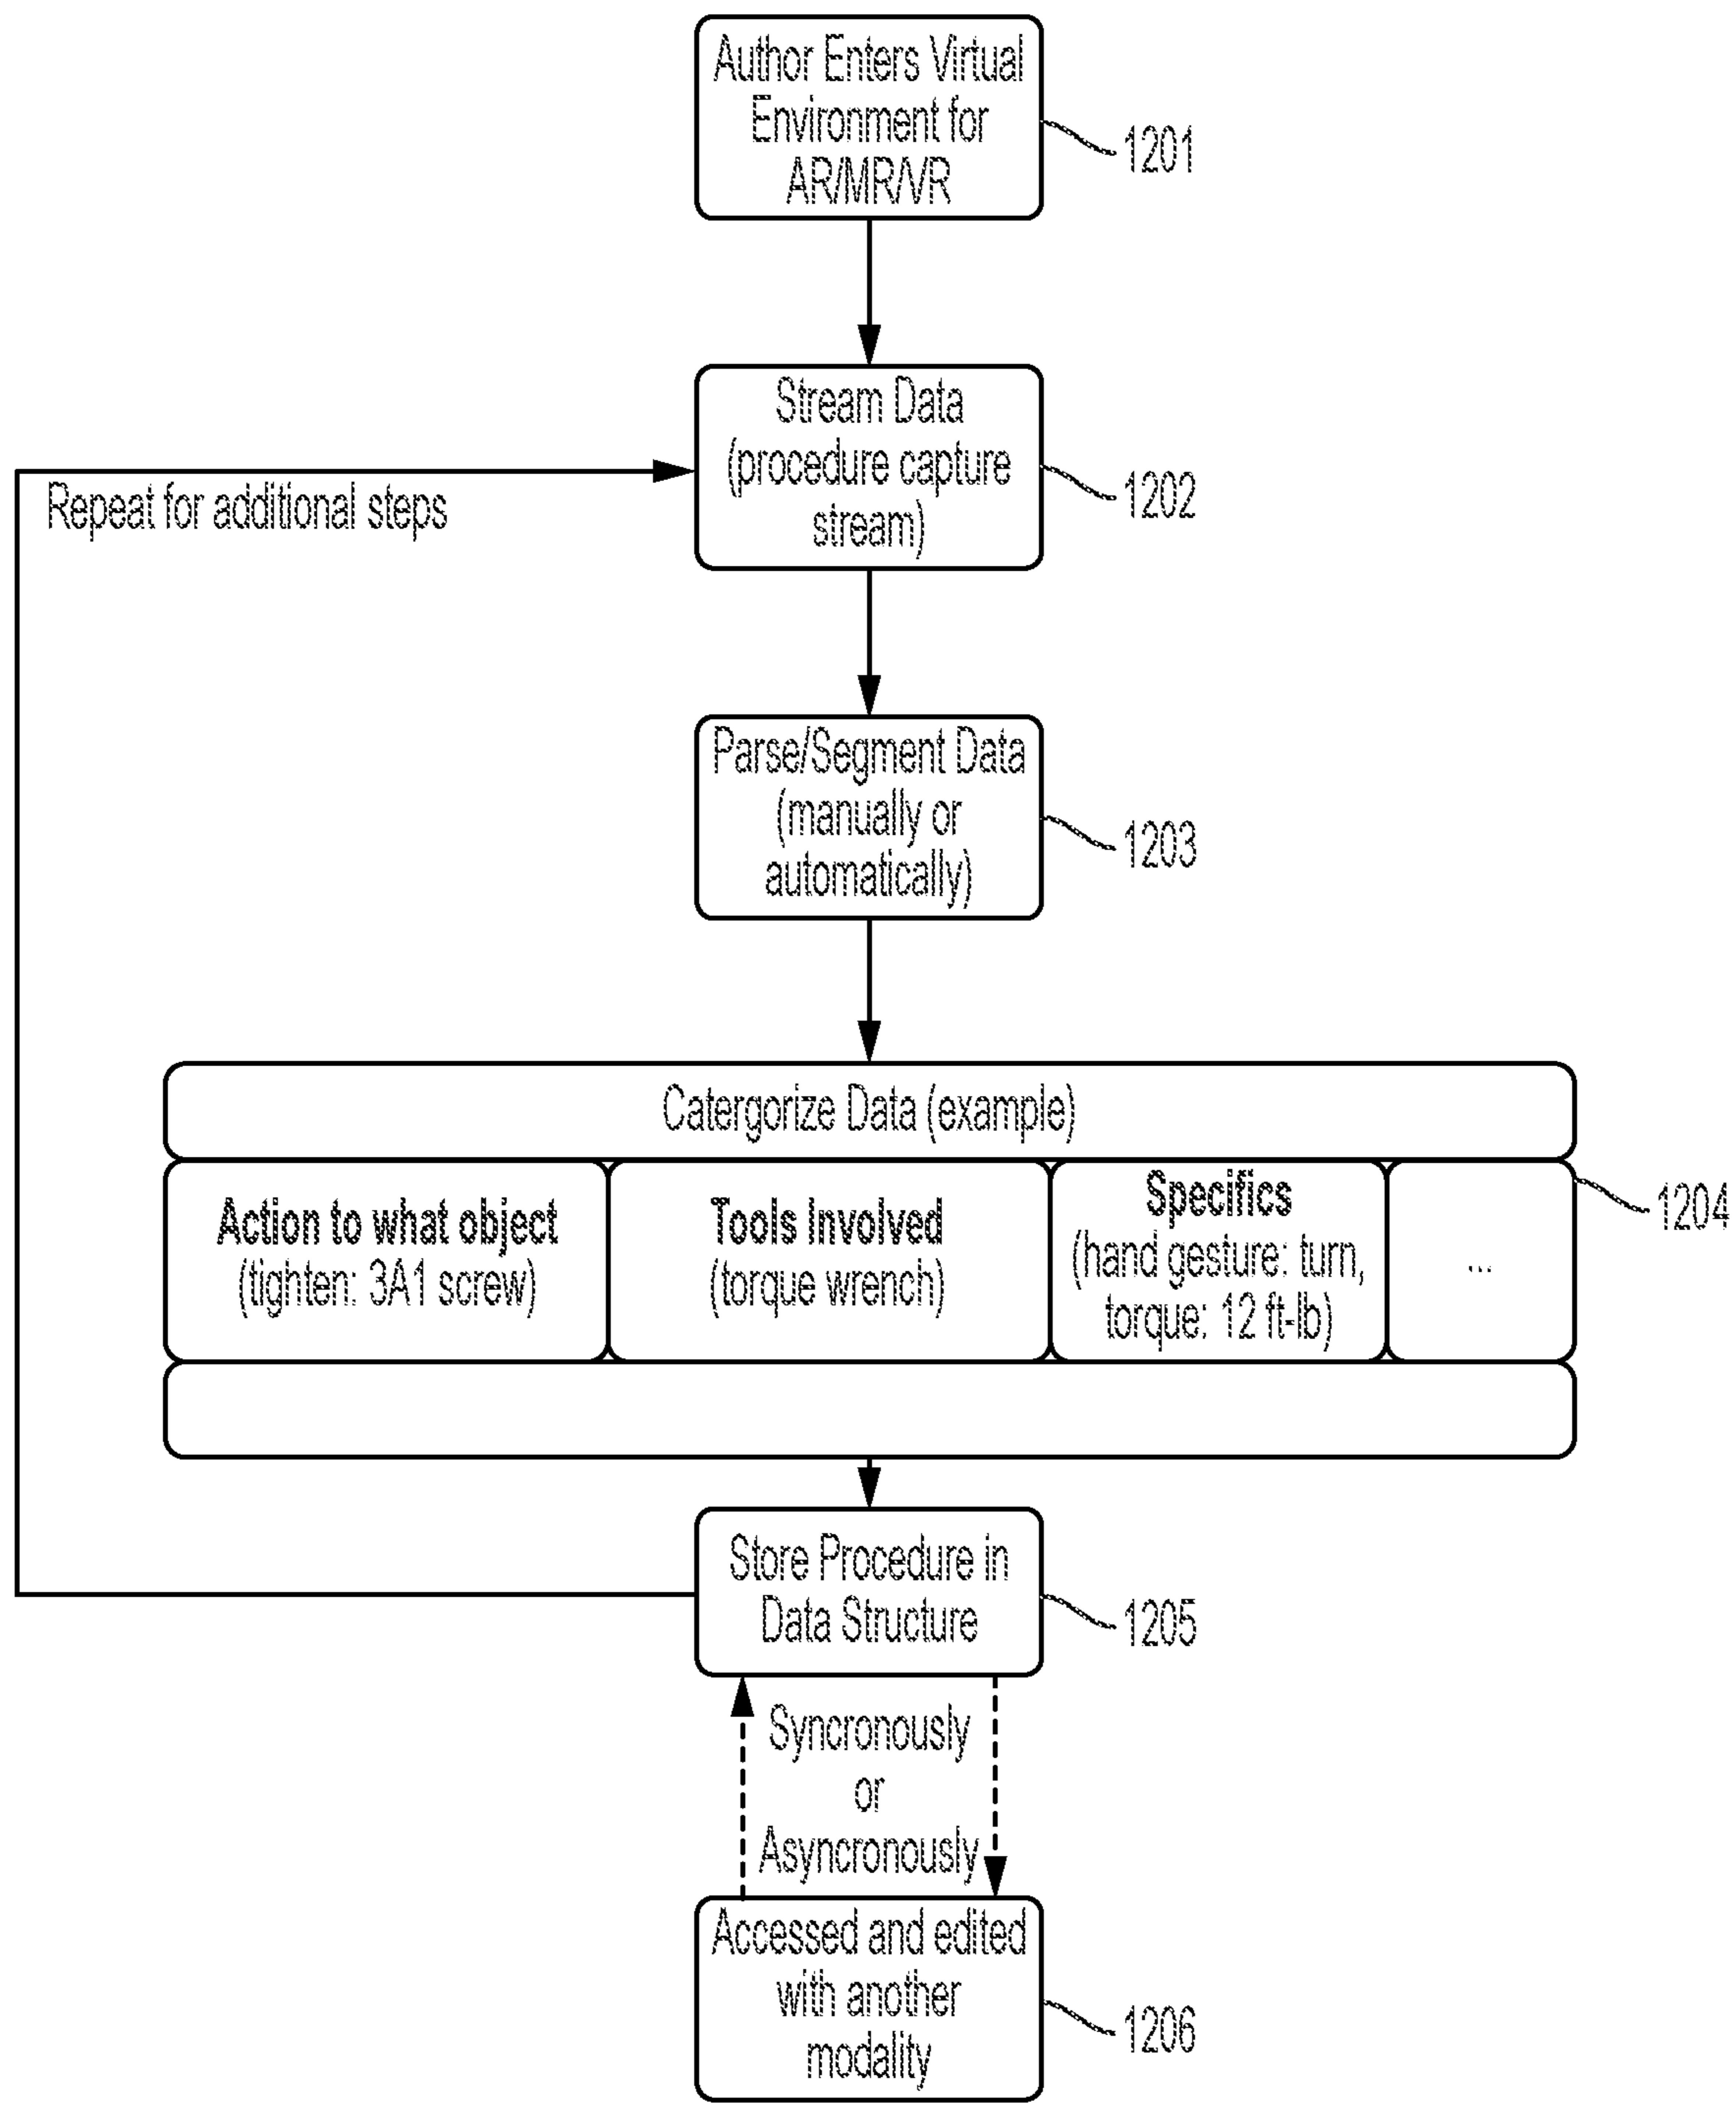 Author Enters Virtual
Environment for
AR/MR/VR
1201
Stream Data
(procedure capture
stream)
1202
Repeat for additional steps
Parse/Segment Data
(manually or
automatically)
1203
Catergorize Data (example)
Action to what object
(tighten: 3A1 screw)
Tools Involved
(torque wrench)
Specifics
(hand gesture: turn,
torque: 12 ft-lb)
...
1204
Store Procedure in
Data Structure
1205
Syncronously
or
Asyncronously
Accessed and edited
with another
modality
1206